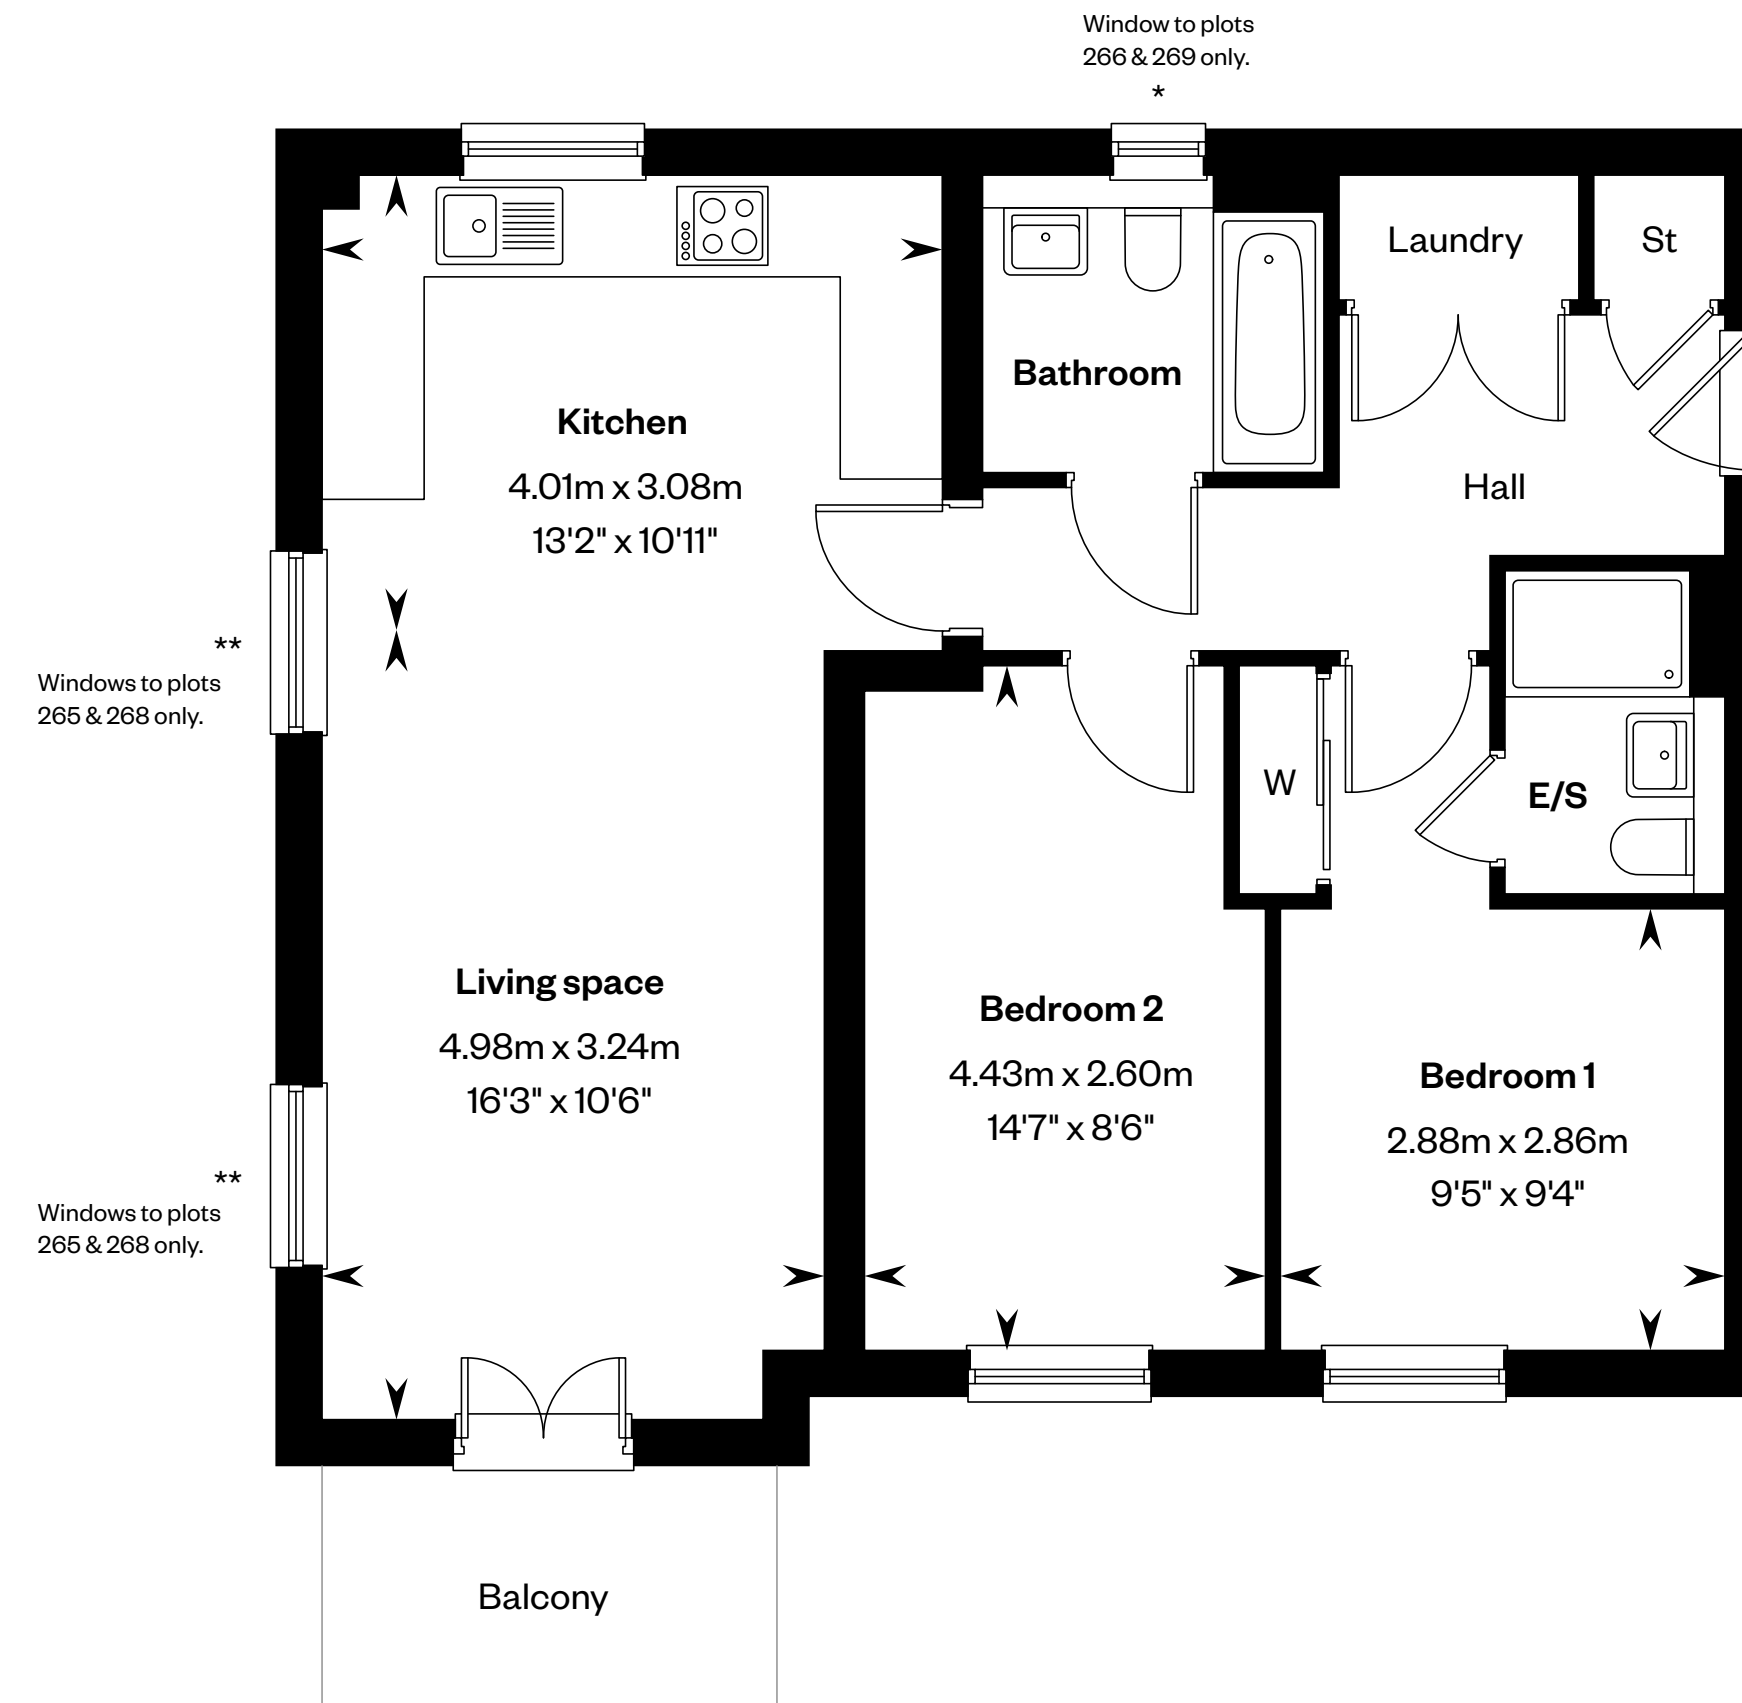 Window to plots
266 & 269 only.
*
Laundry
St
Bathroom
Kitchen
4.01m x 3.08m
13'2" x 10'11"
Hall
**
Windows to plots
265 & 268 only.
W
E/S
Living space
4.98m x 3.24m
16'3" x 10'6"
Bedroom 2
4.43m x 2.60m
14'7" x 8'6"
Bedroom 1
2.88m x 2.86m
9'5" x 9'4"
**
Windows to plots
265 & 268 only.
Balcony